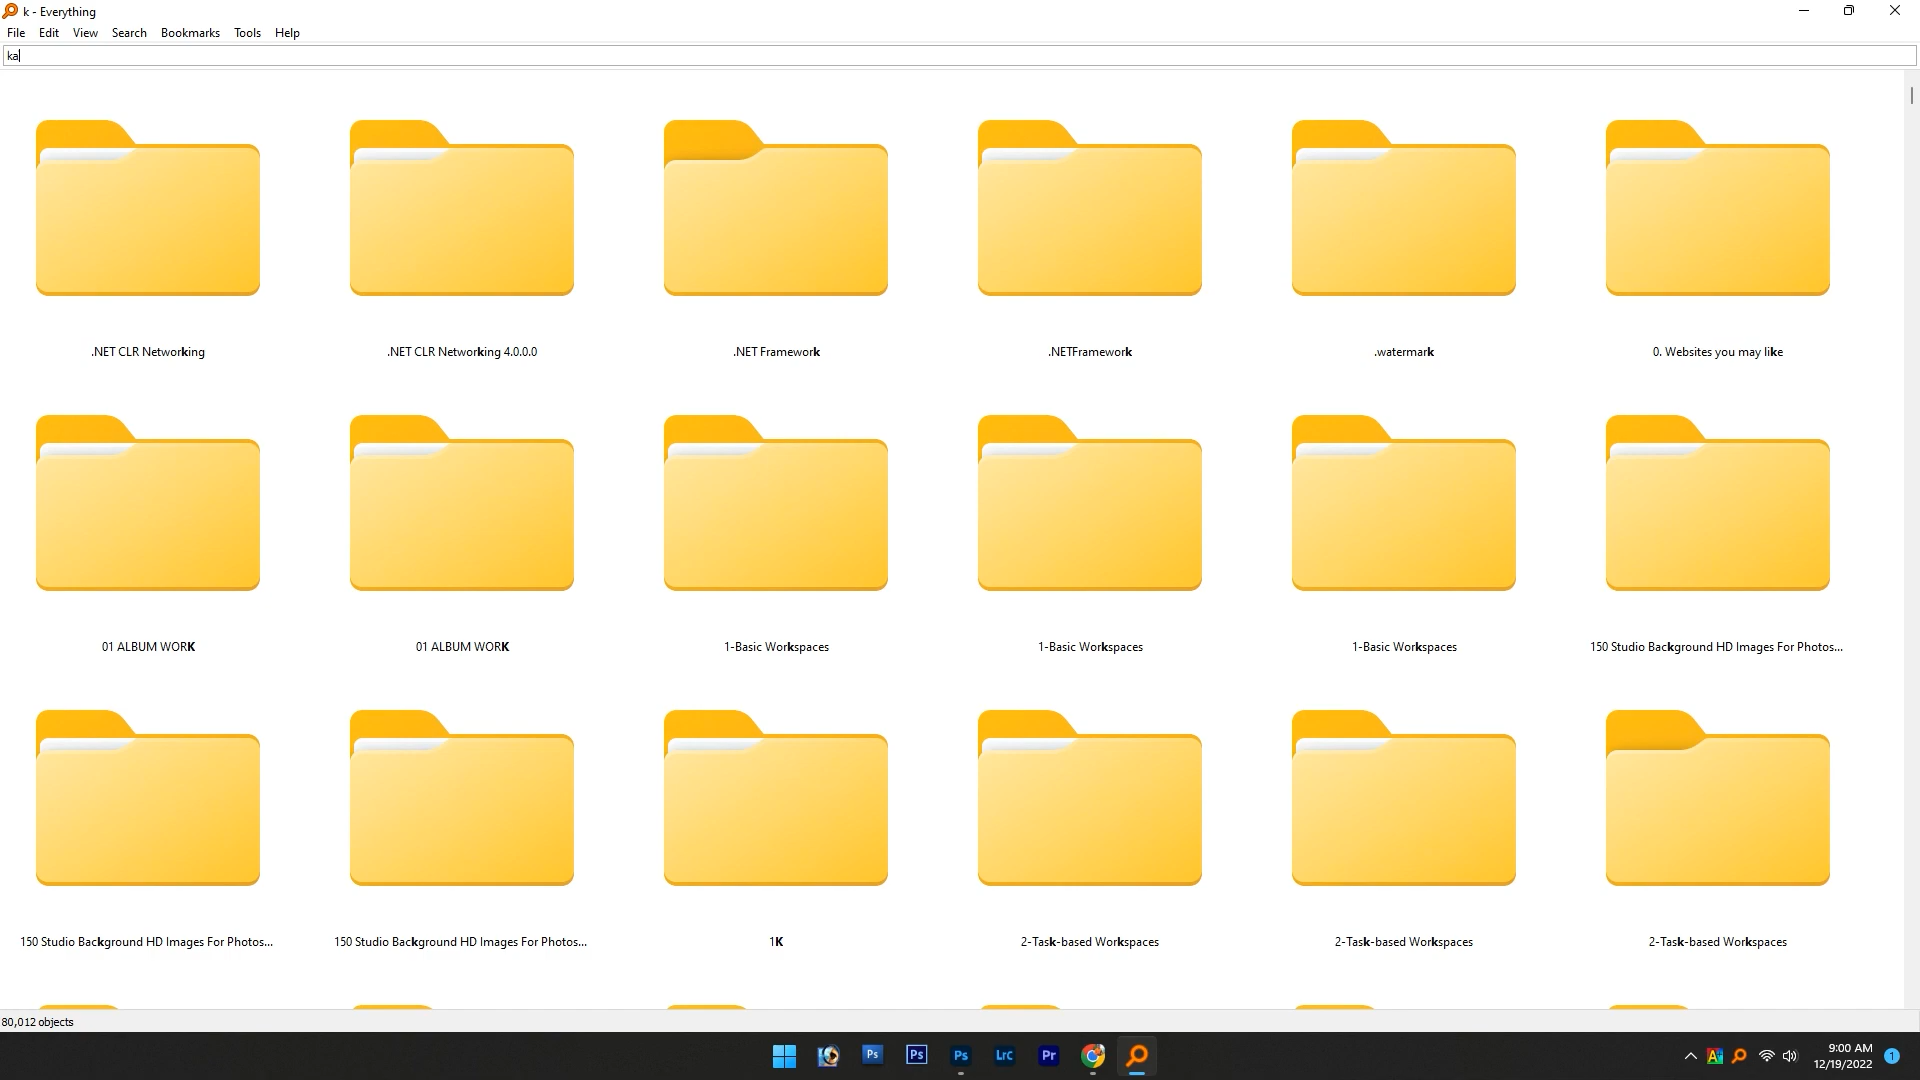 k - Everything
File Edit View Search Bookmarks Tools Help
ka
.NET CLR Networking .NET CLR Networking 4.0.0.0 .NET Framework .NETFramework .watermark 0. Websites you may like
01 ALBUM WORK 01 ALBUM WORK 1-Basic Workspaces 1-Basic Workspaces 1-Basic Workspaces 150 Studio Background HD Images For Photos...
150 Studio Background HD Images For Photos... 150 Studio Background HD Images For Photos... 1K 2-Task-based Workspaces 2-Task-based Workspaces 2-Task-based Workspaces
80,012 objects
Ps Ps Ps Lrc Pr 9:00 AM
12/19/2022 1